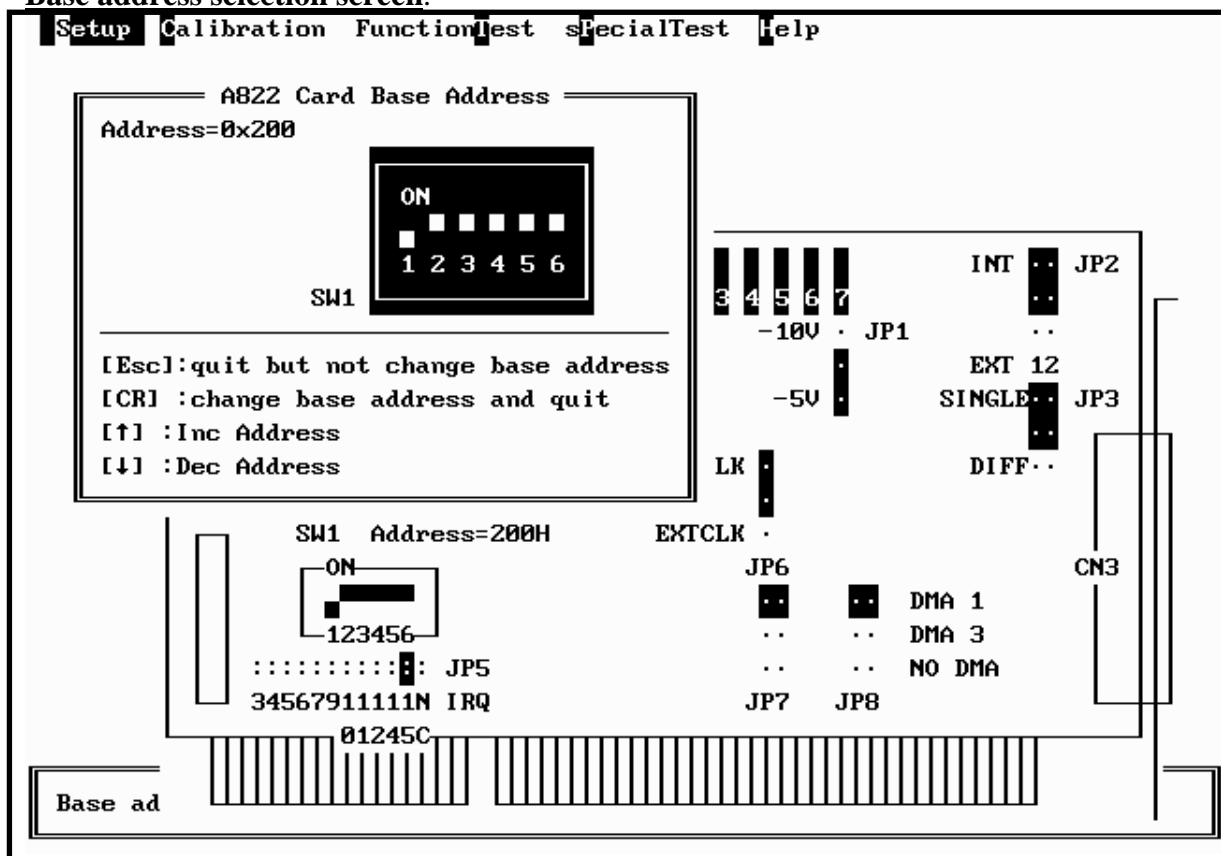 Base address selection screen.
Setup Calibration FunctionTest sPecialTest Help
A822 Card Base Address
Address=0x200
ON
1 2 3 4 5 6
SW1
[Esc]:quit but not change base address
[CR] :change base address and quit
[↑] :Inc Address
[↓] :Dec Address
3 4 5 6 7
INT JP2
-10V JP1
EXT 12
-5V
SINGLE JP3
LK
DIFF
SW1 Address=200H
EXTCLK
ON
JP6
CN3
DMA 1
123456
DMA 3
JP5
NO DMA
34567911111N IRQ
JP7 JP8
01245C
Base ad